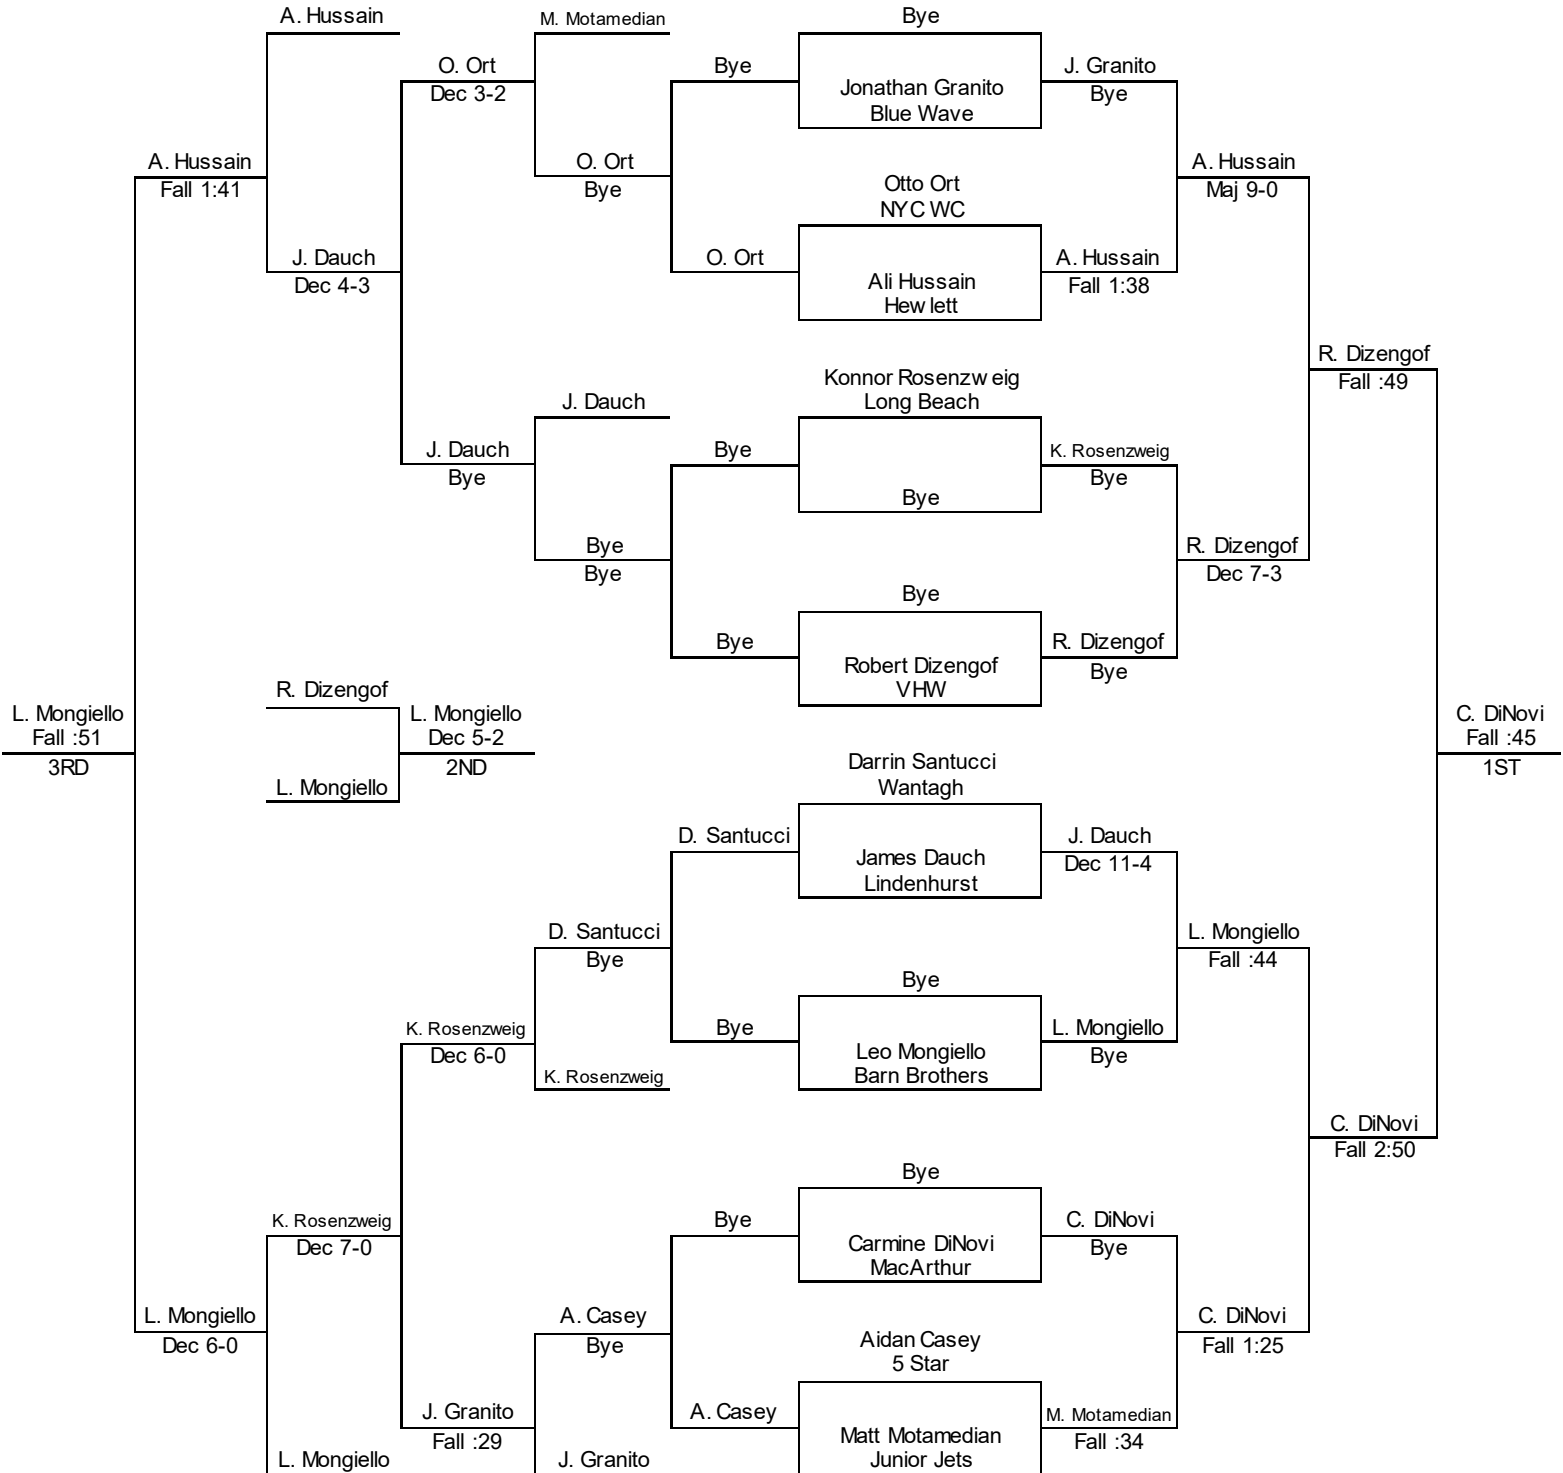 A. Hussain
M. Motamedian
Bye
O. Ort
Dec 3-2
Bye
Jonathan Granito
Blue Wave
J. Granito
Bye
A. Hussain
Fall 1:41
O. Ort
Bye
Otto Ort
NYC WC
A. Hussain
Maj 9-0
J. Dauch
Dec 4-3
O. Ort
Ali Hussain
Hewlett
A. Hussain
Fall 1:38
R. Dizengof
Fall :49
Konnor Rosenzweig
Long Beach
J. Dauch
J. Dauch
Bye
Bye
Bye
K. Rosenzweig
Bye
Bye
Bye
R. Dizengof
Dec 7-3
Bye
Bye
Robert Dizengof
VHW
R. Dizengof
Bye
R. Dizengof
L. Mongiello
Fall :51
3RD
L. Mongiello
Dec 5-2
2ND
L. Mongiello
C. DiNovi
Fall :45
1ST
Darrin Santucci
Wantagh
D. Santucci
James Dauch
Lindenhurst
J. Dauch
Dec 11-4
D. Santucci
Bye
L. Mongiello
Fall :44
Bye
K. Rosenzweig
Dec 6-0
Bye
Leo Mongiello
Barn Brothers
L. Mongiello
Bye
K. Rosenzweig
C. DiNovi
Fall 2:50
Bye
K. Rosenzweig
Dec 7-0
Bye
Carmine DiNovi
MacArthur
C. DiNovi
Bye
L. Mongiello
Dec 6-0
A. Casey
Bye
Aidan Casey
5 Star
C. DiNovi
Fall 1:25
J. Granito
Fall :29
A. Casey
Matt Motamedian
Junior Jets
M. Motamedian
Fall :34
L. Mongiello
J. Granito